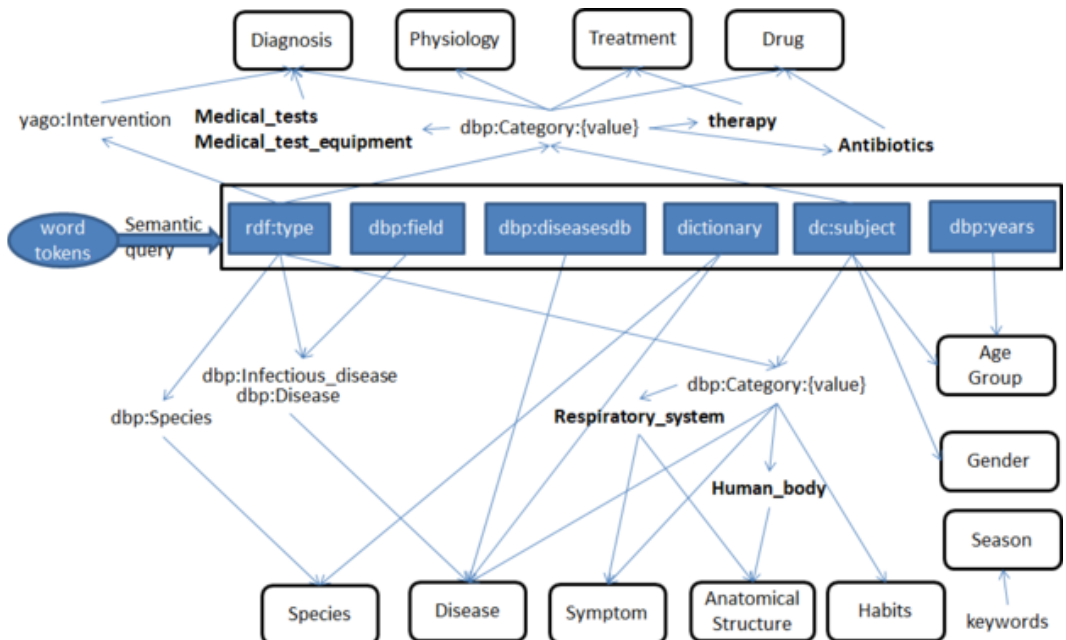 Diagnosis
Physiology
Treatment
Drug
yago:Intervention
Medical_tests
Medical_test_equipment
dbp:Category:{value}
therapy
Antibiotics
word
tokens
Semantic
query
rdf:type
dbp:field
dbp:diseasesdb
dictionary
dc:subject
dbp:years
dbp:Infectious_disease
dbp:Disease
dbp:Species
dbp:Category:{value}
Respiratory_system
Human_body
Age
Group
Gender
Season
keywords
Species
Disease
Symptom
Anatomical
Structure
Habits